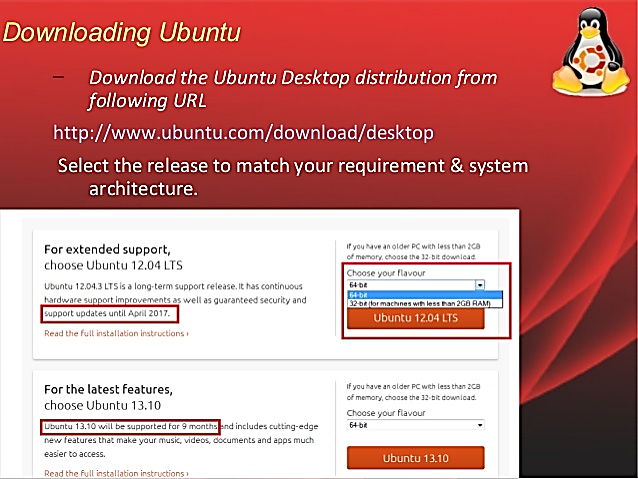 Downloading Ubuntu
– Download the Ubuntu Desktop distribution from
following URL
http://www.ubuntu.com/download/desktop
Select the release to match your requirement & system
architecture.
For extended support,
choose Ubuntu 12.04 LTS
Ubuntu 12.04.3 LTS is a long-term support release. It has continuous
hardware support improvements as well as guaranteed security and
support updates until April 2017.
Read the full installation instructions ›
If you have an older PC with less than 2GB
of memory, choose the 32-bit download.
Choose your flavour
64-bit
64-bit
32-bit (for machines with less than 2GB RAM)
Ubuntu 12.04 LTS
For the latest features,
choose Ubuntu 13.10
Ubuntu 13.10 will be supported for 9 months and includes cutting-edge
new features that make your music, videos, documents and apps much
easier to access.
Read the full installation instructions ›
If you have an older PC with less than 2GB
of memory, choose the 32-bit download.
Choose your flavour
64-bit
Ubuntu 13.10